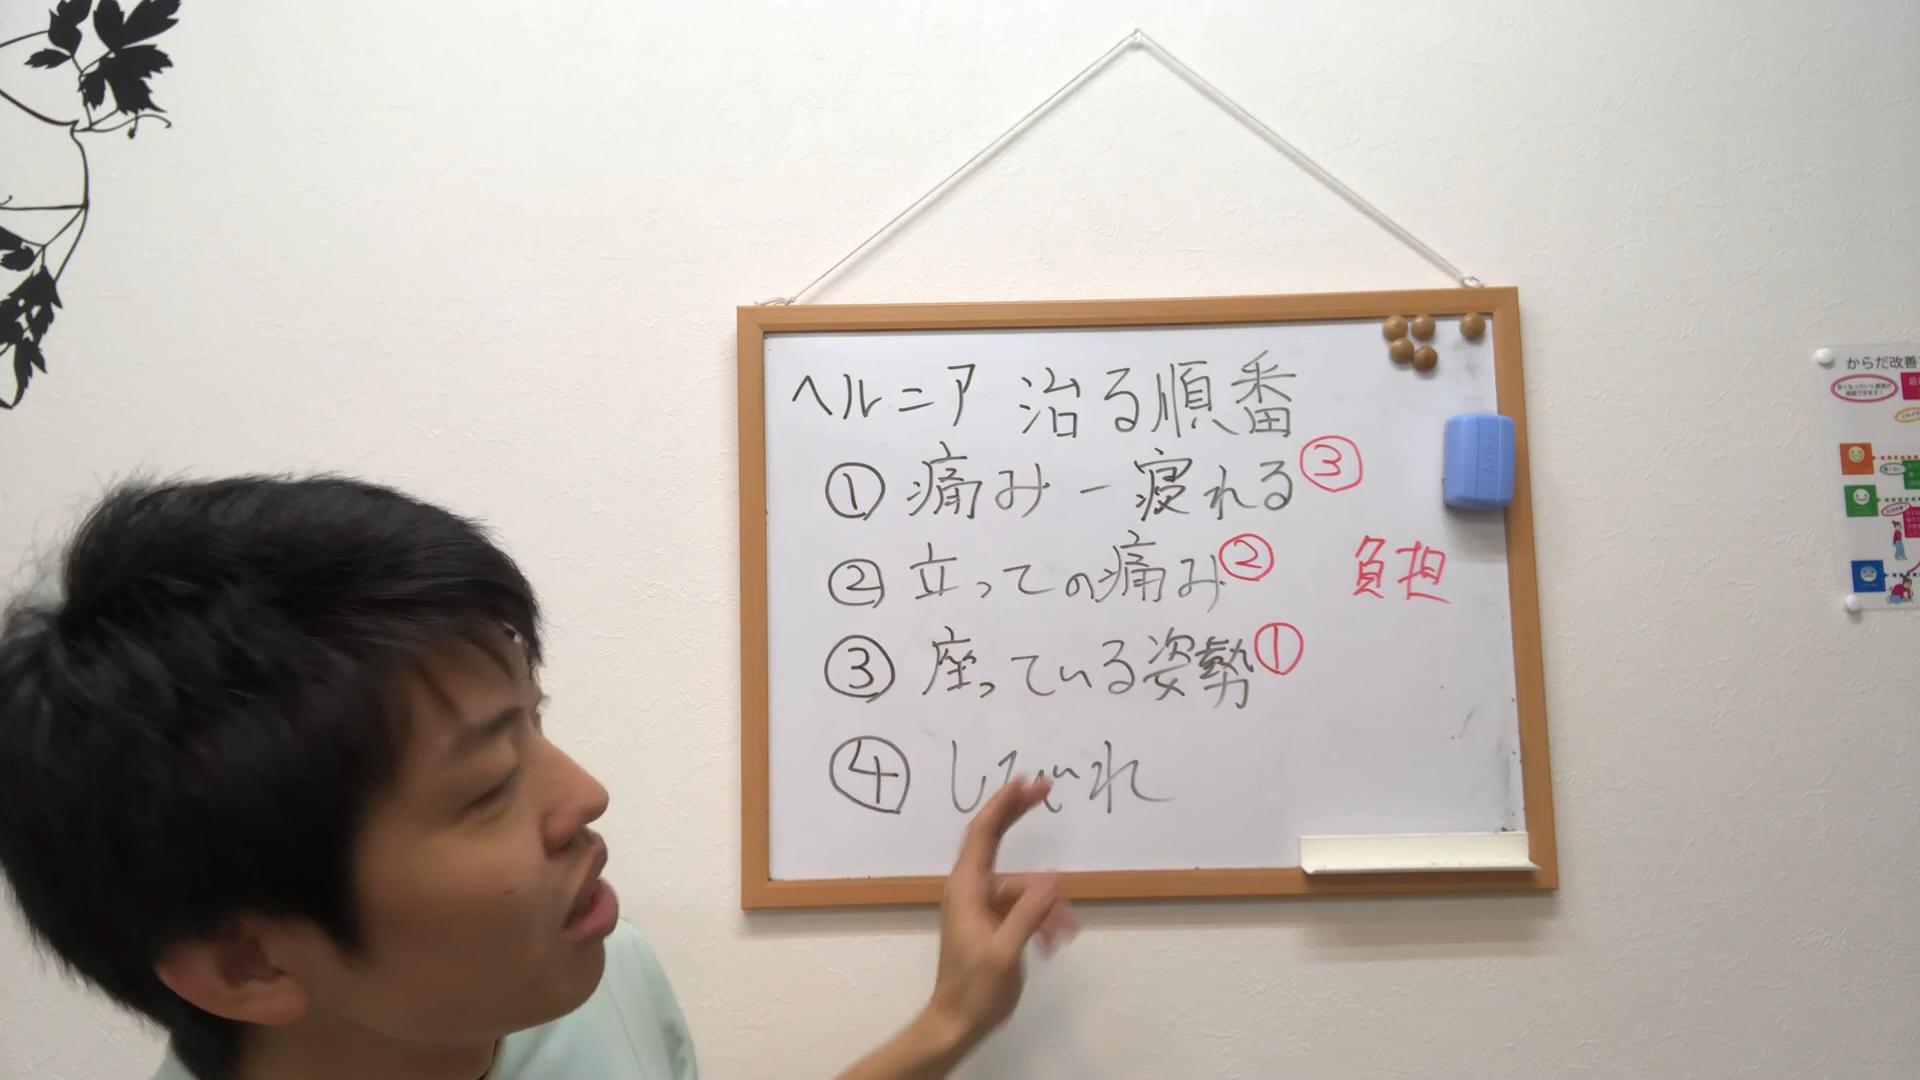 ヘルニア 治る順番
① 痛み - 寝れる ③
② 立っての痛み ②
負担
③ 座っている姿勢 ①
④ しびれ
からだ改善